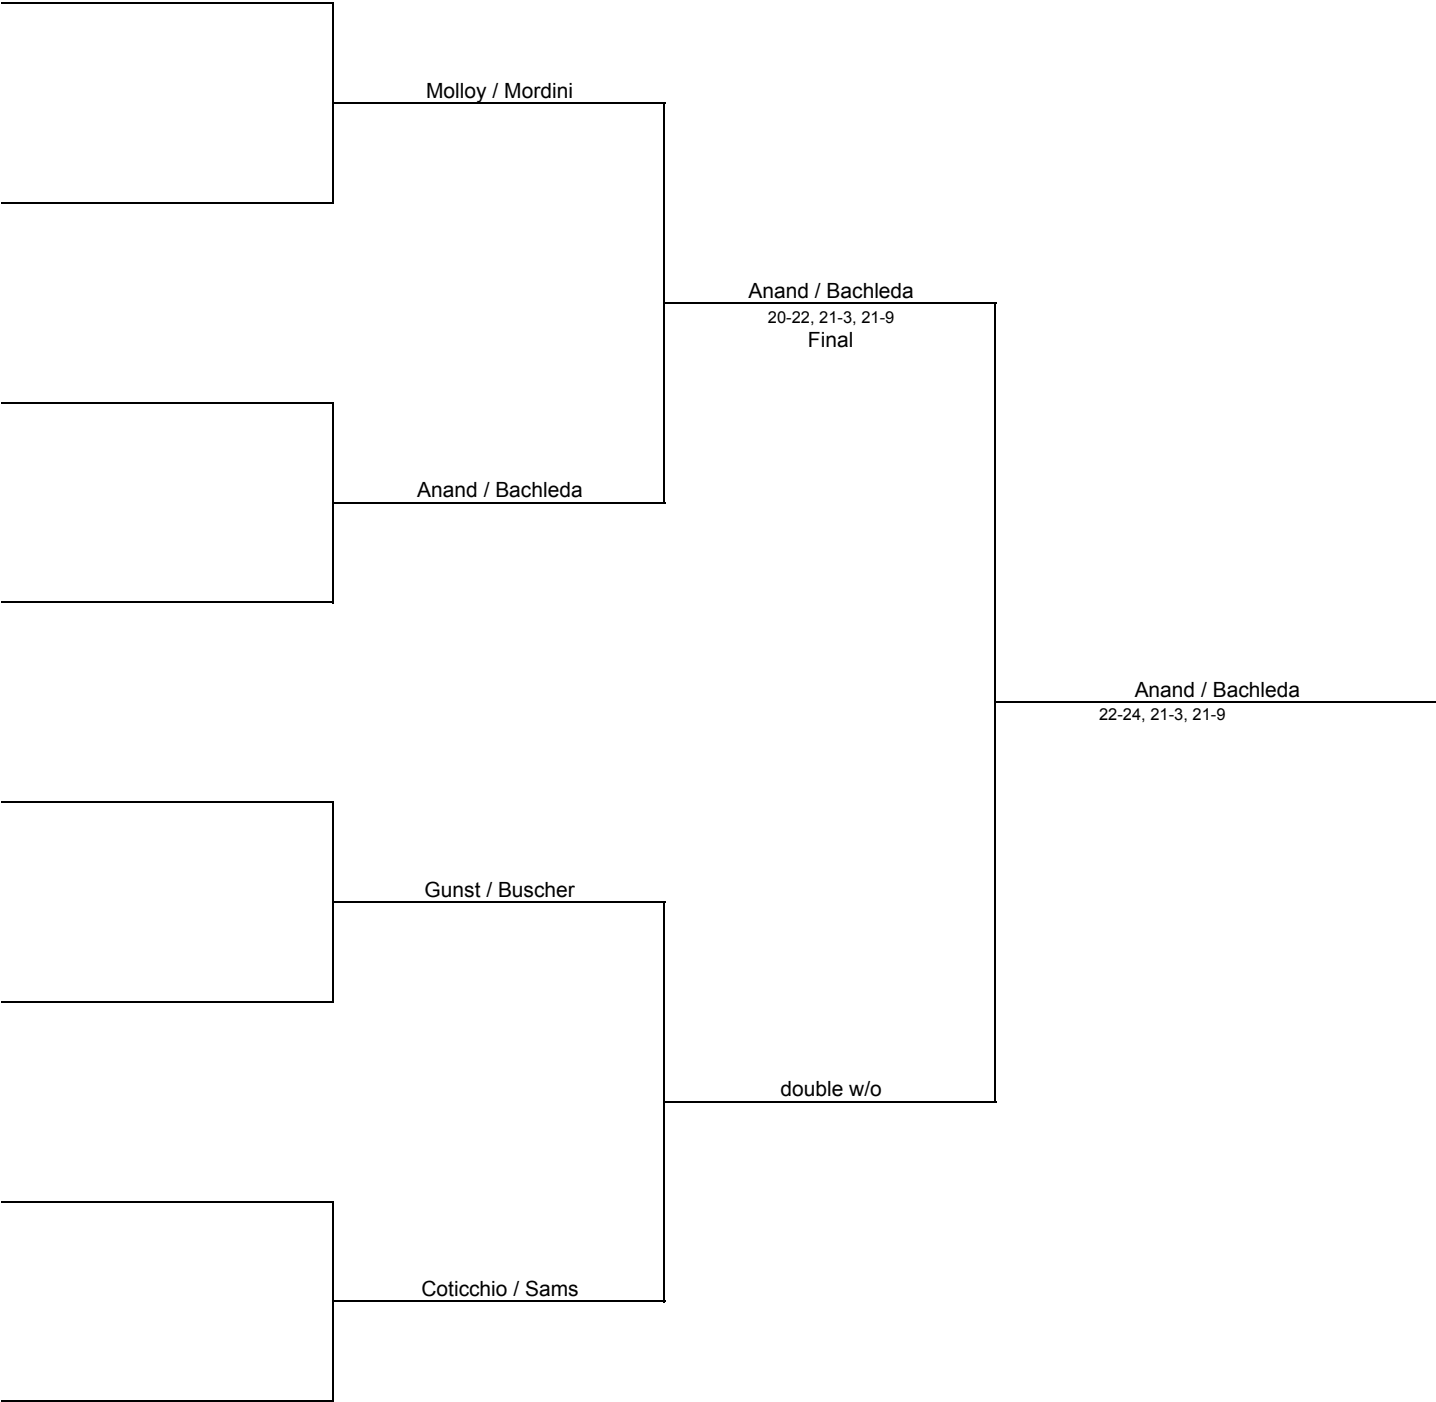 Molloy / Mordini
Anand / Bachleda
20-22, 21-3, 21-9
Final
Anand / Bachleda
Anand / Bachleda
22-24, 21-3, 21-9
Gunst / Buscher
double w/o
Coticchio / Sams